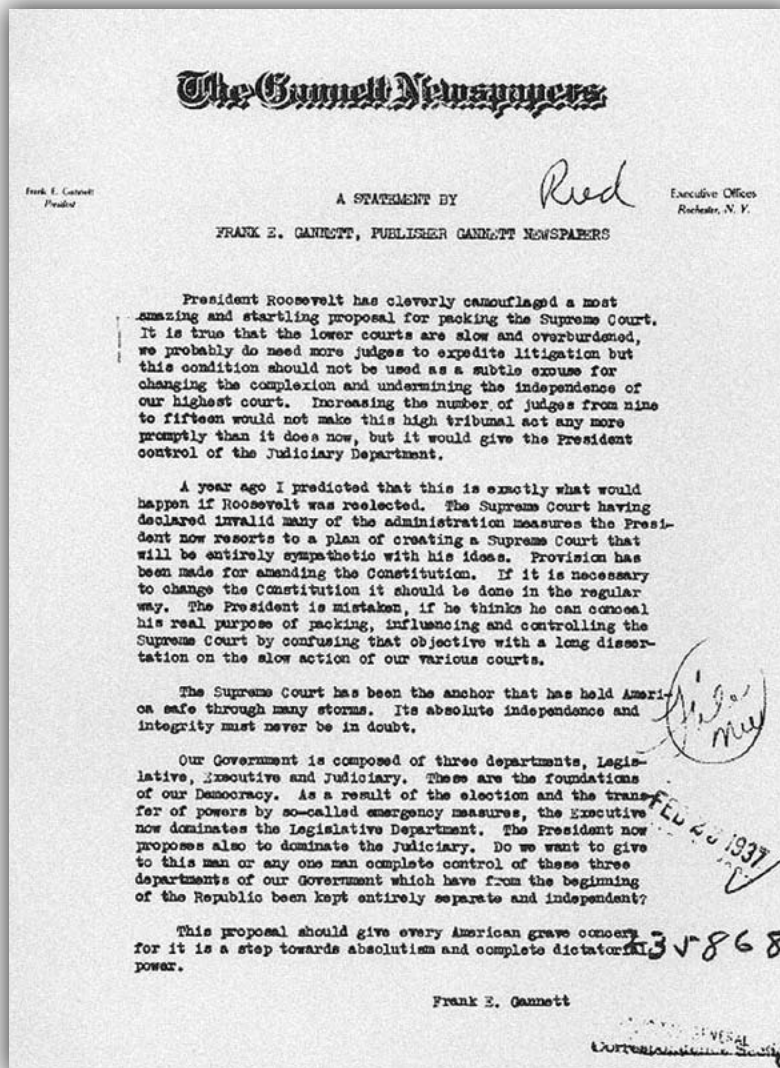 The Gannett Newspapers
Frank E. Gannett
President
A STATEMENT BY
Executive Offices
Rochester, N. Y.
FRANK E. GANNETT, PUBLISHER GANNETT NEWSPAPERS
President Roosevelt has cleverly camouflaged a most
amazing and startling proposal for packing the Supreme Court.
It is true that the lower courts are slow and overburdened,
we probably do need more judges to expedite litigation but
this condition should not be used as a subtle excuse for
changing the complexion and undermining the independence of
our highest court. Increasing the number of judges from nine
to fifteen would not make this high tribunal act any more
promptly than it does now, but it would give the President
control of the Judiciary Department.
A year ago I predicted that this is exactly what would
happen if Roosevelt was reelected. The Supreme Court having
declared invalid many of the administration measures the Presi-
dent now resorts to a plan of creating a Supreme Court that
will be entirely sympathetic with his ideas. Provision has
been made for amending the Constitution. If it is necessary
to change the Constitution it should be done in the regular
way. The President is mistaken, if he thinks he can conceal
his real purpose of packing, influencing and controlling the
Supreme Court by confusing that objective with a long disser-
tation on the slow action of our various courts.
The Supreme Court has been the anchor that has held Ameri-
ca safe through many storms. Its absolute independence and
integrity must never be in doubt.
Our Government is composed of three departments, Legis-
lative, Executive and Judiciary. These are the foundations
of our Democracy. As a result of the election and the trans-
fer of powers by so-called emergency measures, the Executive
now dominates the Legislative Department. The President now
proposes also to dominate the Judiciary. Do we want to give
to this man or any one man complete control of these three
departments of our Government which have from the beginning
of the Republic been kept entirely separate and independent?
This proposal should give every American grave concern
for it is a step towards absolutism and complete dictatorial
power.
Frank E. Gannett
File
FEB 1937
235868